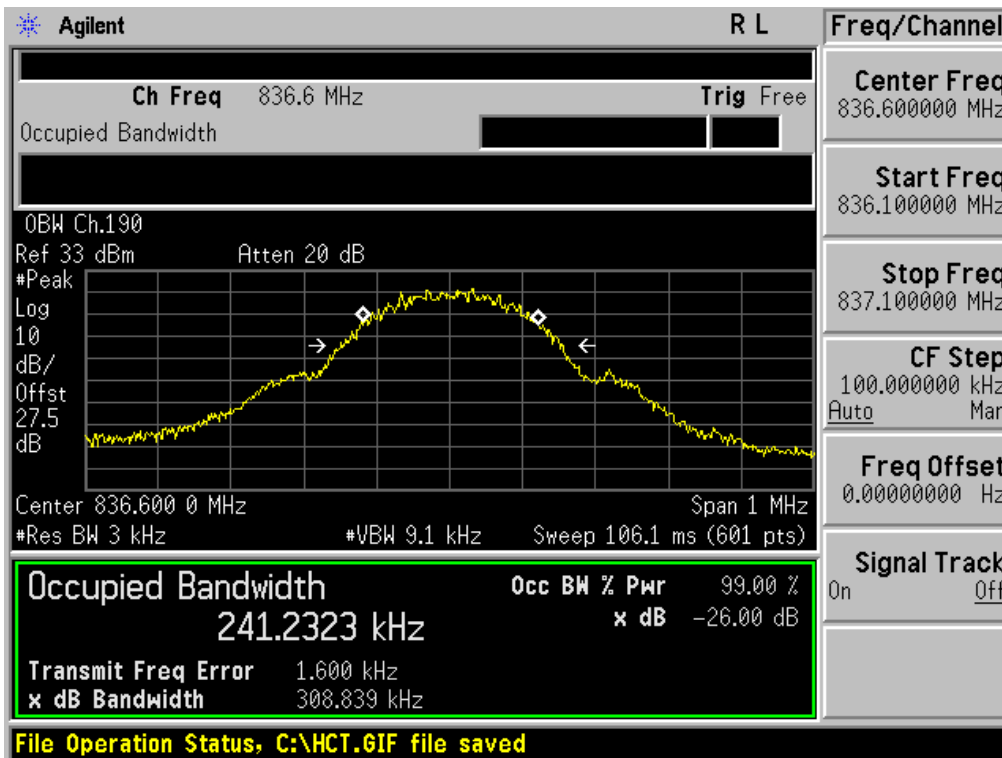 Agilent R L
Freq/Channel
Ch Freq 836.6 MHz Trig Free
Occupied Bandwidth
Center Freq
836.600000 MHz
Start Freq
836.100000 MHz
Stop Freq
837.100000 MHz
CF Step
100.000000 kHz
Auto Man
Freq Offset
0.00000000 Hz
Signal Track
On Off
OBW Ch.190
Ref 33 dBm Atten 20 dB
#Peak
Log
10
dB/
Offst
27.5
dB
Center 836.600 0 MHz Span 1 MHz
#Res BW 3 kHz #VBW 9.1 kHz Sweep 106.1 ms (601 pts)
Occupied Bandwidth Occ BW % Pwr 99.00 %
241.2323 kHz x dB -26.00 dB
Transmit Freq Error 1.600 kHz
x dB Bandwidth 308.839 kHz
File Operation Status, C:\HCT.GIF file saved